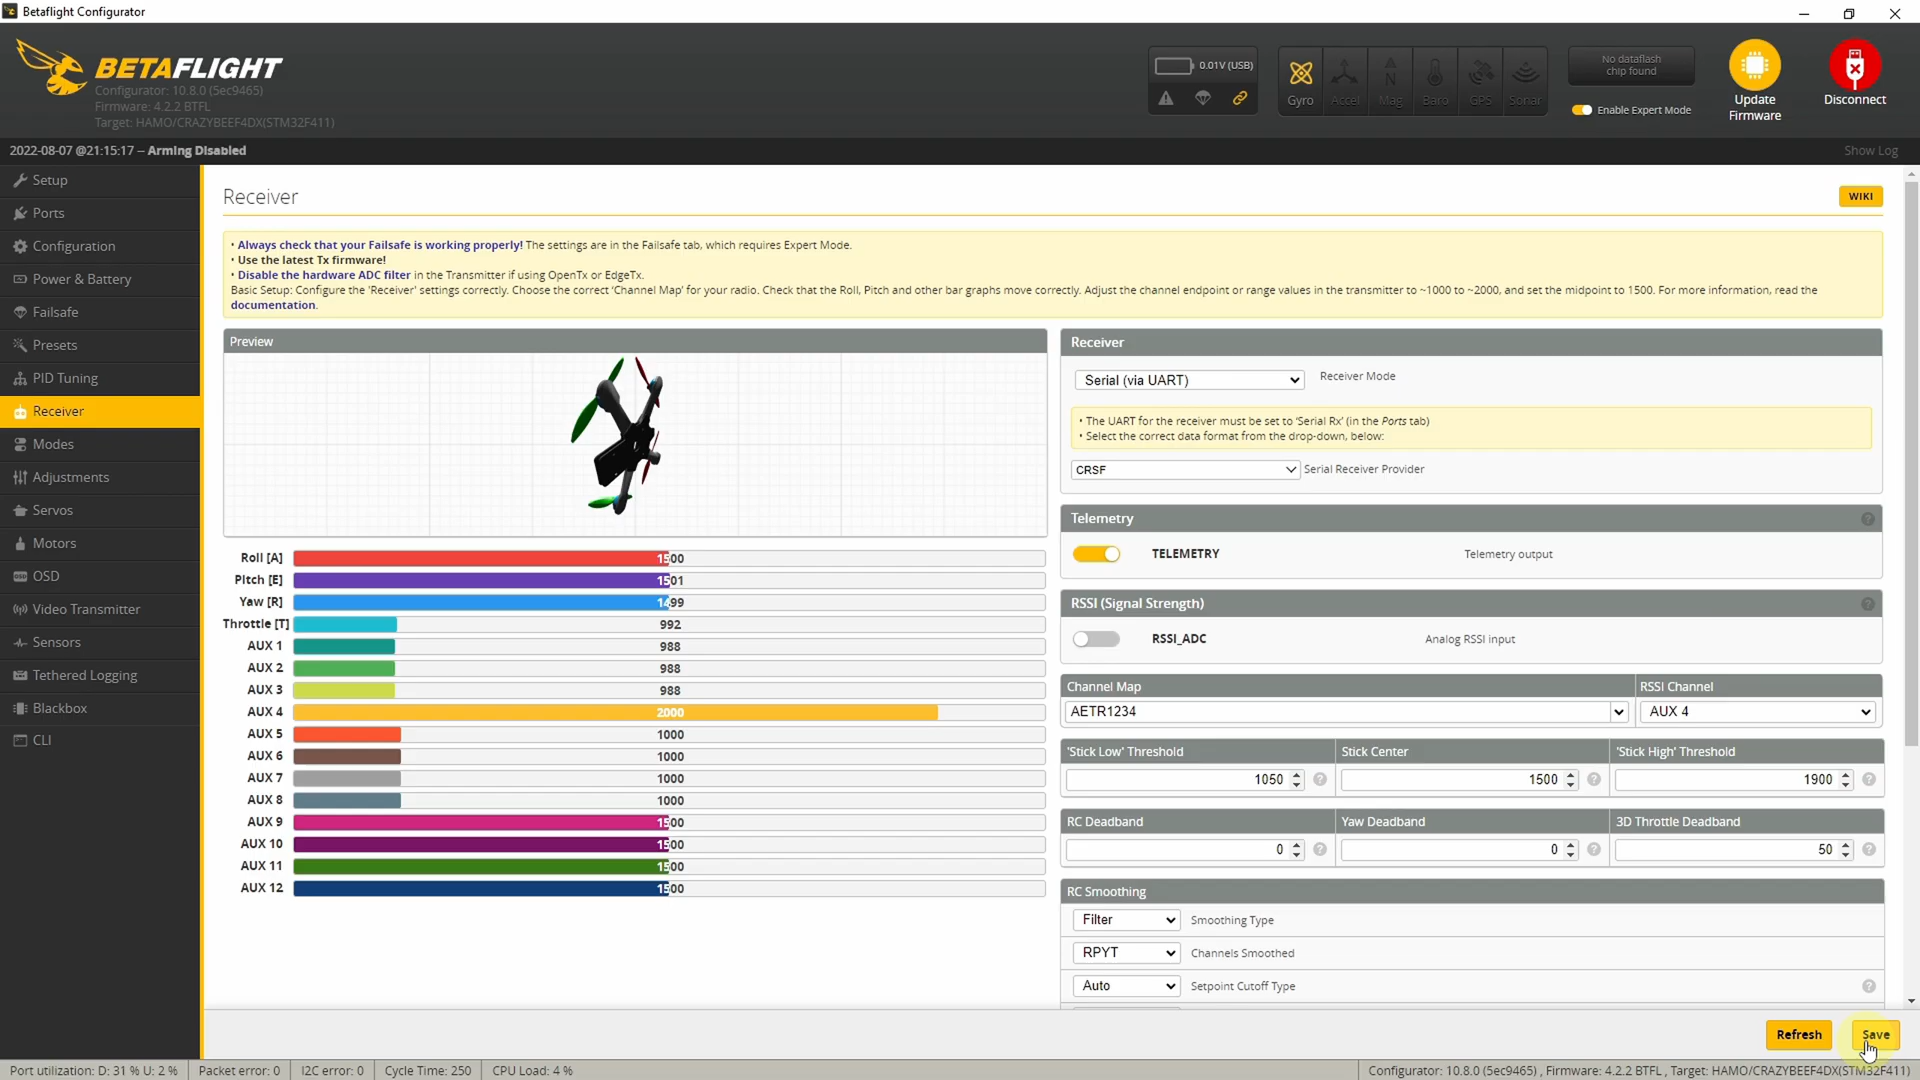 Betaflight Configurator
BETAFLIGHT
Configurator: 10.8.0 (5ec9465)
Firmware: 4.2.2 BTFL
Target: HAMO/CRAZYBEEF4DX(STM32F411)
0.01V (USB)
Gyro
Accel
Mag
Baro
GPS
Sonar
No dataflash
chip found
Enable Expert Mode
Update
Firmware
Disconnect
2022-08-07 @21:15:17 -- Arming Disabled
Show Log
Setup
Ports
Configuration
Power & Battery
Failsafe
Presets
PID Tuning
Receiver
Modes
Adjustments
Servos
Motors
OSD
Video Transmitter
Sensors
Tethered Logging
Blackbox
CLI
Receiver
WIKI
• Always check that your Failsafe is working properly! The settings are in the Failsafe tab, which requires Expert Mode.
• Use the latest Tx firmware!
• Disable the hardware ADC filter in the Transmitter if using OpenTx or EdgeTx.
Basic Setup: Configure the 'Receiver' settings correctly. Choose the correct 'Channel Map' for your radio. Check that the Roll, Pitch and other bar graphs move correctly. Adjust the channel endpoint or range values in the transmitter to ~1000 to ~2000, and set the midpoint to 1500. For more information, read the
documentation.
Preview
Roll [A] 1500
Pitch [E] 1501
Yaw [R] 1499
Throttle [T] 992
AUX 1 988
AUX 2 988
AUX 3 988
AUX 4 2000
AUX 5 1000
AUX 6 1000
AUX 7 1000
AUX 8 1000
AUX 9 1500
AUX 10 1500
AUX 11 1500
AUX 12 1500
Receiver
Serial (via UART) Receiver Mode
• The UART for the receiver must be set to 'Serial Rx' (in the Ports tab)
• Select the correct data format from the drop-down, below:
CRSF Serial Receiver Provider
Telemetry
TELEMETRY Telemetry output
RSSI (Signal Strength)
RSSI_ADC Analog RSSI input
Channel Map RSSI Channel
AETR1234 AUX 4
'Stick Low' Threshold Stick Center 'Stick High' Threshold
1050 1500 1900
RC Deadband Yaw Deadband 3D Throttle Deadband
0 0 50
RC Smoothing
Filter Smoothing Type
RPYT Channels Smoothed
Auto Setpoint Cutoff Type
Refresh
Save
Port utilization: D: 31 % U: 2 % Packet error: 0 I2C error: 0 Cycle Time: 250 CPU Load: 4 % Configurator: 10.8.0 (5ec9465) , Firmware: 4.2.2 BTFL , Target: HAMO/CRAZYBEEF4DX(STM32F411)